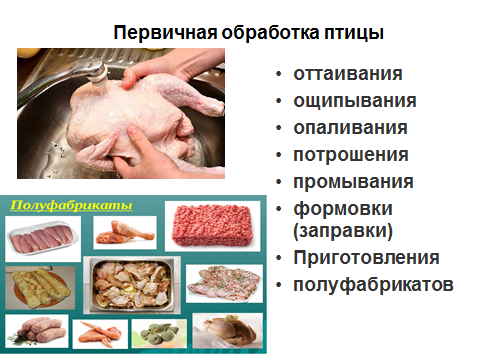 Первичная обработка птицы
• оттаивания
• ощипывания
• опаливания
• потрошения
• промывания
• формовки
(заправки)
• Приготовления
• полуфабрикатов
Полуфабрикаты